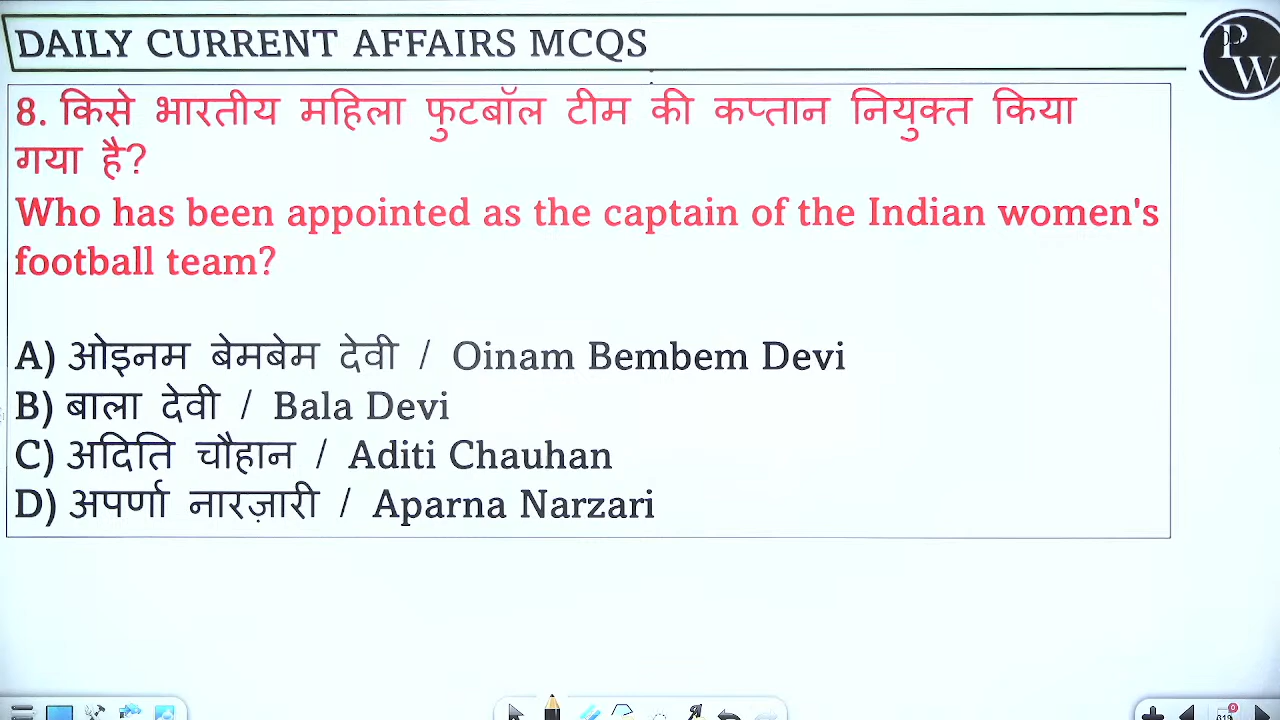 DAILY CURRENT AFFAIRS MCQS
PW
8. किसे भारतीय महिला फुटबॉल टीम की कप्तान नियुक्त किया
गया है?
Who has been appointed as the captain of the Indian women's
football team?
A) ओइनम बेमबेम देवी / Oinam Bembem Devi
B) बाला देवी / Bala Devi
C) अदिति चौहान / Aditi Chauhan
D) अपर्णा नारज़ारी / Aparna Narzari